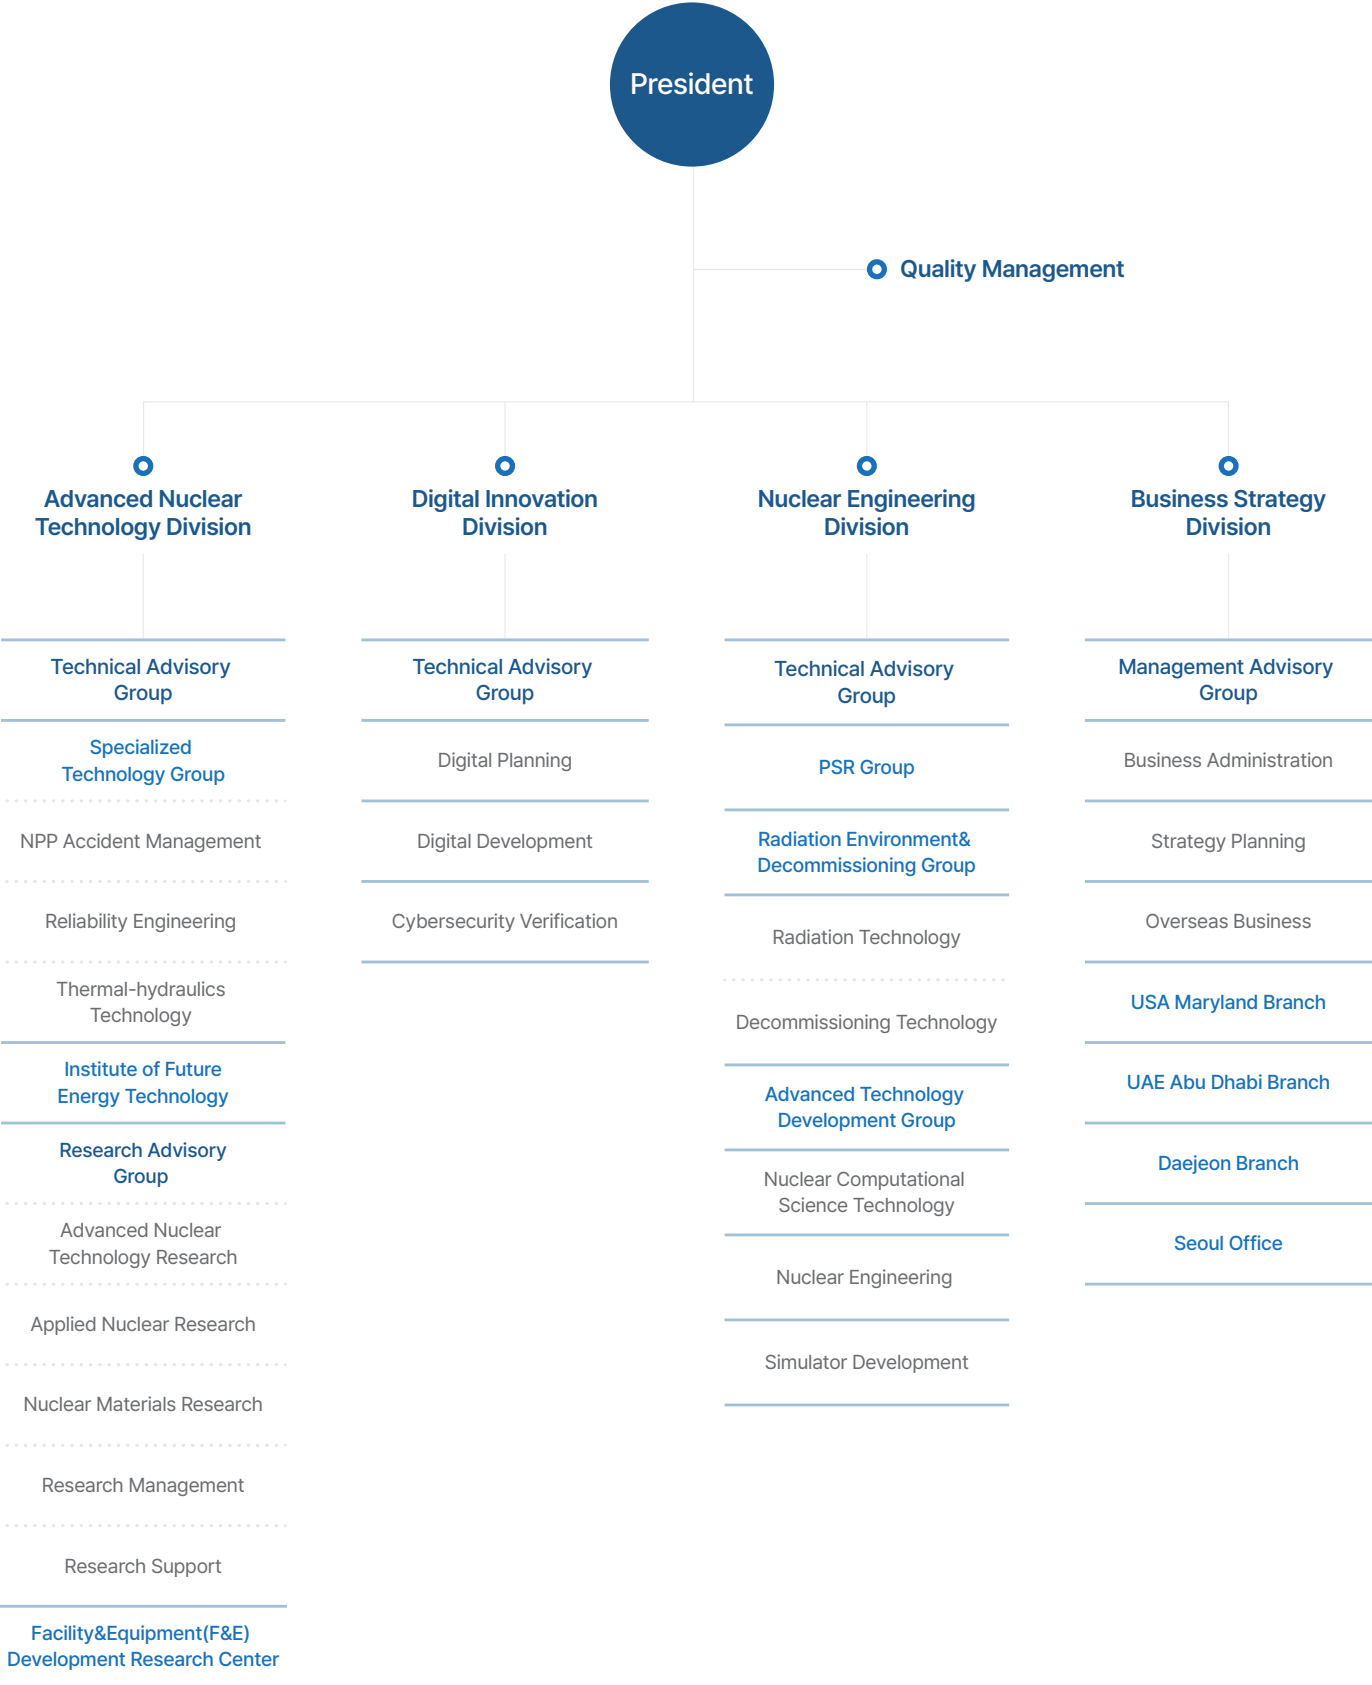 President
Quality Management
Advanced Nuclear
Technology Division
Technical Advisory
Group
Specialized
Technology Group
NPP Accident Management
Reliability Engineering
Thermal-hydraulics
Technology
Institute of Future
Energy Technology
Research Advisory
Group
Advanced Nuclear
Technology Research
Applied Nuclear Research
Nuclear Materials Research
Research Management
Research Support
Facility&Equipment(F&E)
Development Research Center
Digital Innovation
Division
Technical Advisory
Group
Digital Planning
Digital Development
Cybersecurity Verification
Nuclear Engineering
Division
Technical Advisory
Group
PSR Group
Radiation Environment&
Decommissioning Group
Radiation Technology
Decommissioning Technology
Advanced Technology
Development Group
Nuclear Computational
Science Technology
Nuclear Engineering
Simulator Development
Business Strategy
Division
Management Advisory
Group
Business Administration
Strategy Planning
Overseas Business
USA Maryland Branch
UAE Abu Dhabi Branch
Daejeon Branch
Seoul Office